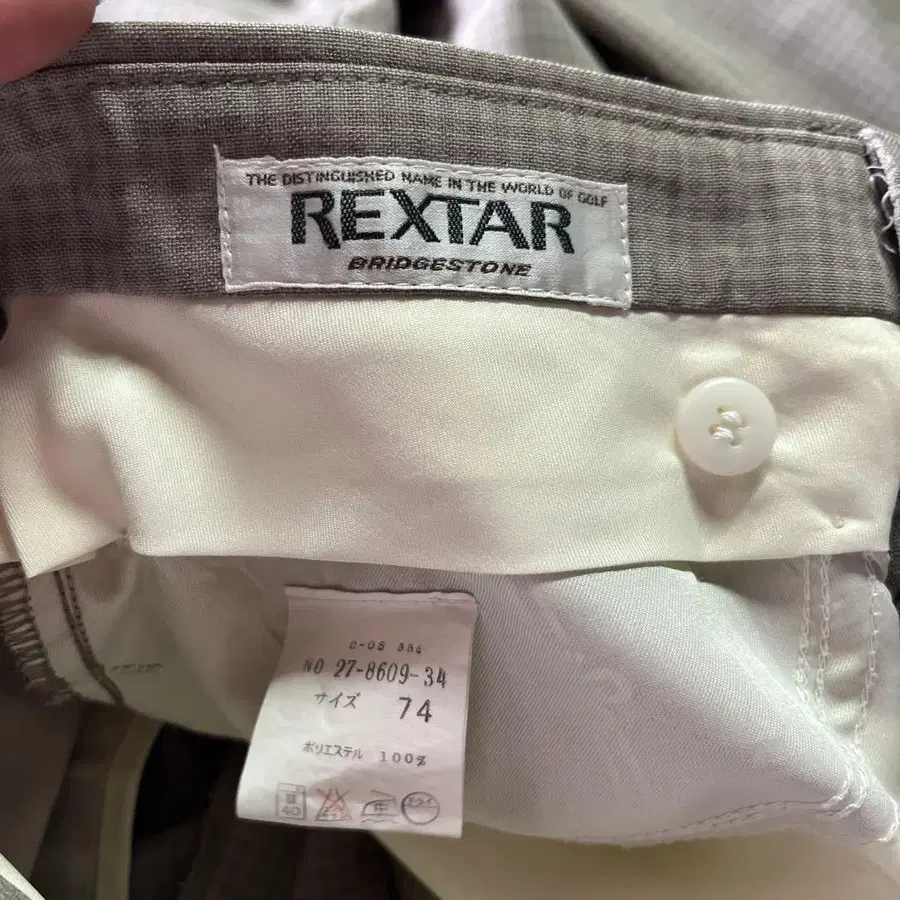 THE DISTINGUISHED NAME IN THE WORLD OF GOLF
REXTAR
BRIDGESTONE
NO 27-8609-34
サイズ 74
ポリエステル 100%
40